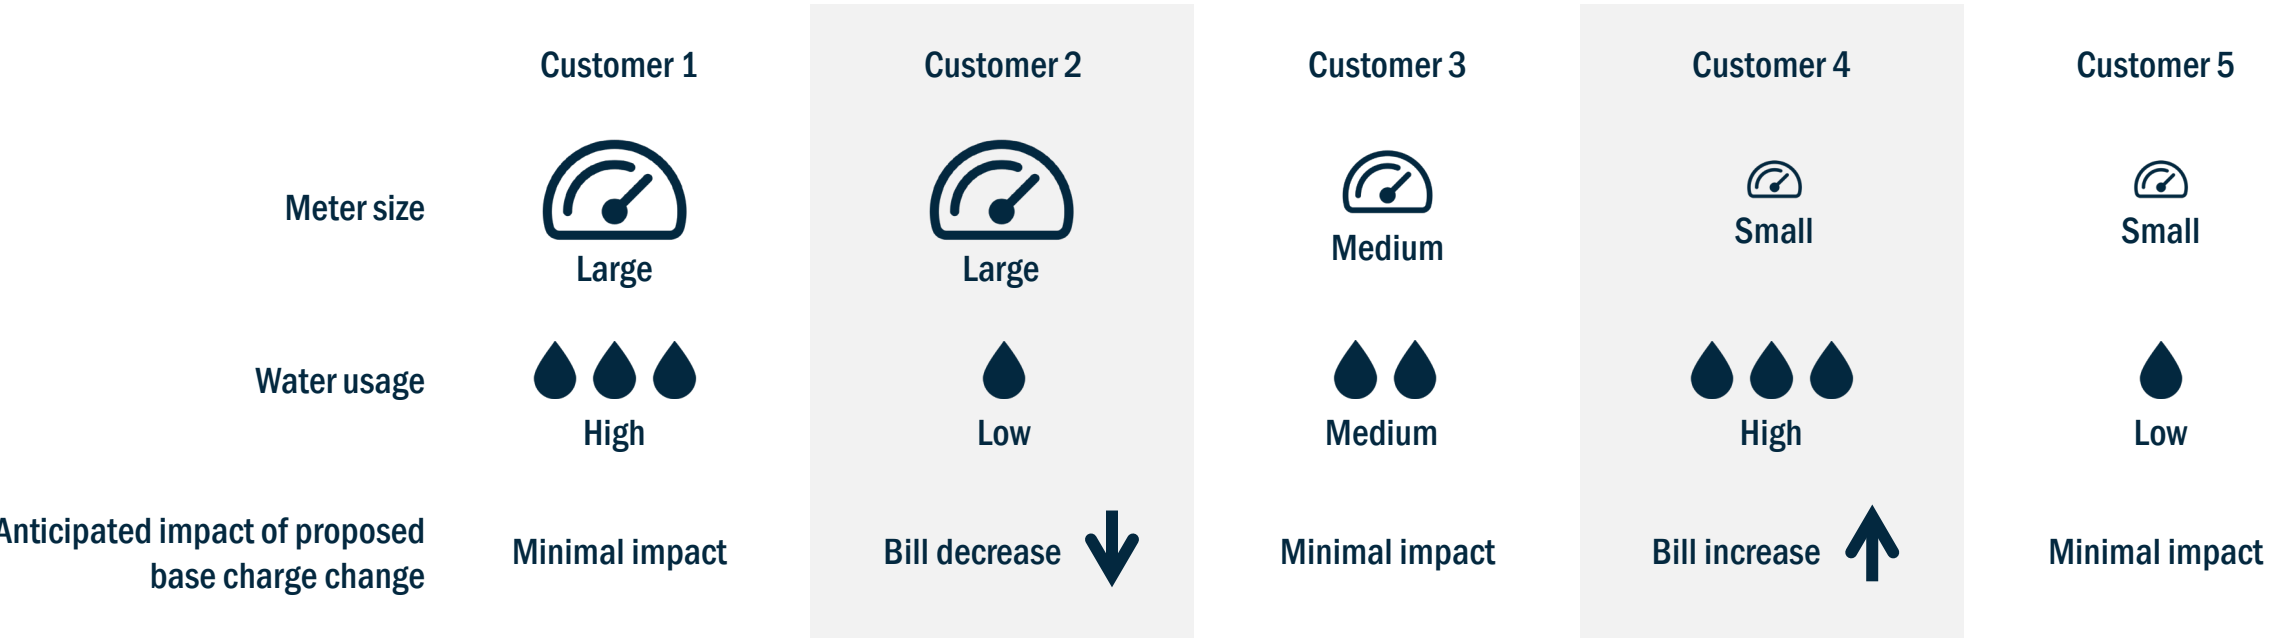 Customer 1
Customer 2
Customer 3
Customer 4
Customer 5
Meter size
Large
Large
Medium
Small
Small
Water usage
High
Low
Medium
High
Low
Anticipated impact of proposed
base charge change
Minimal impact
Bill decrease
Minimal impact
Bill increase
Minimal impact